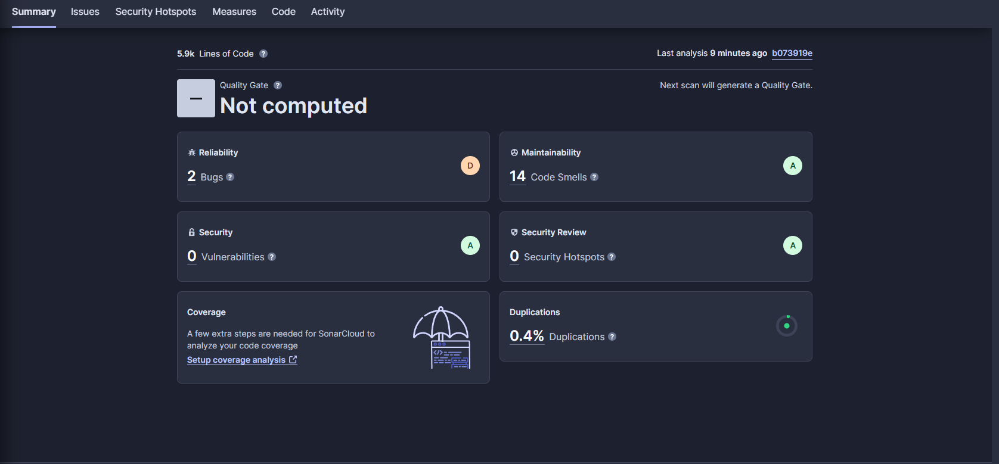 Summary Issues Security Hotspots Measures Code Activity
5.9k Lines of Code ?
Last analysis 9 minutes ago b073919e
Quality Gate ?
Not computed
Next scan will generate a Quality Gate.
Reliability
2 Bugs ?
D
Maintainability
14 Code Smells ?
A
Security
0 Vulnerabilities ?
A
Security Review
0 Security Hotspots ?
A
Coverage
A few extra steps are needed for SonarCloud to
analyze your code coverage
Setup coverage analysis
</>
Duplications
0.4% Duplications ?